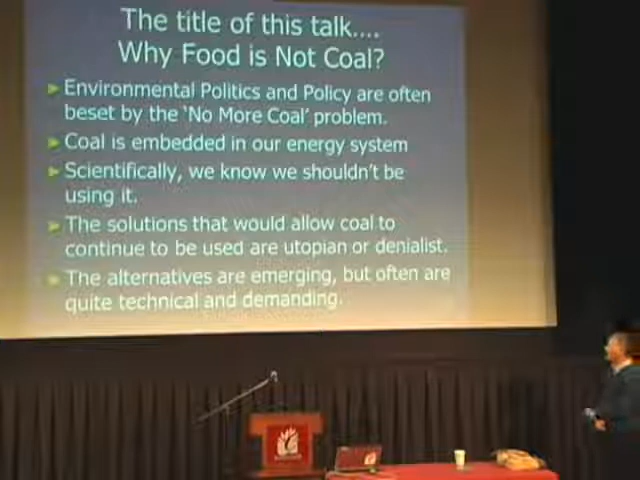 The title of this talk....
Why Food is Not Coal?
Environmental Politics and Policy are often
beset by the 'No More Coal' problem.
Coal is embedded in our energy system
Scientifically, we know we shouldn't be
using it.
The solutions that would allow coal to
continue to be used are utopian or denialist.
The alternatives are emerging, but often are
quite technical and demanding.